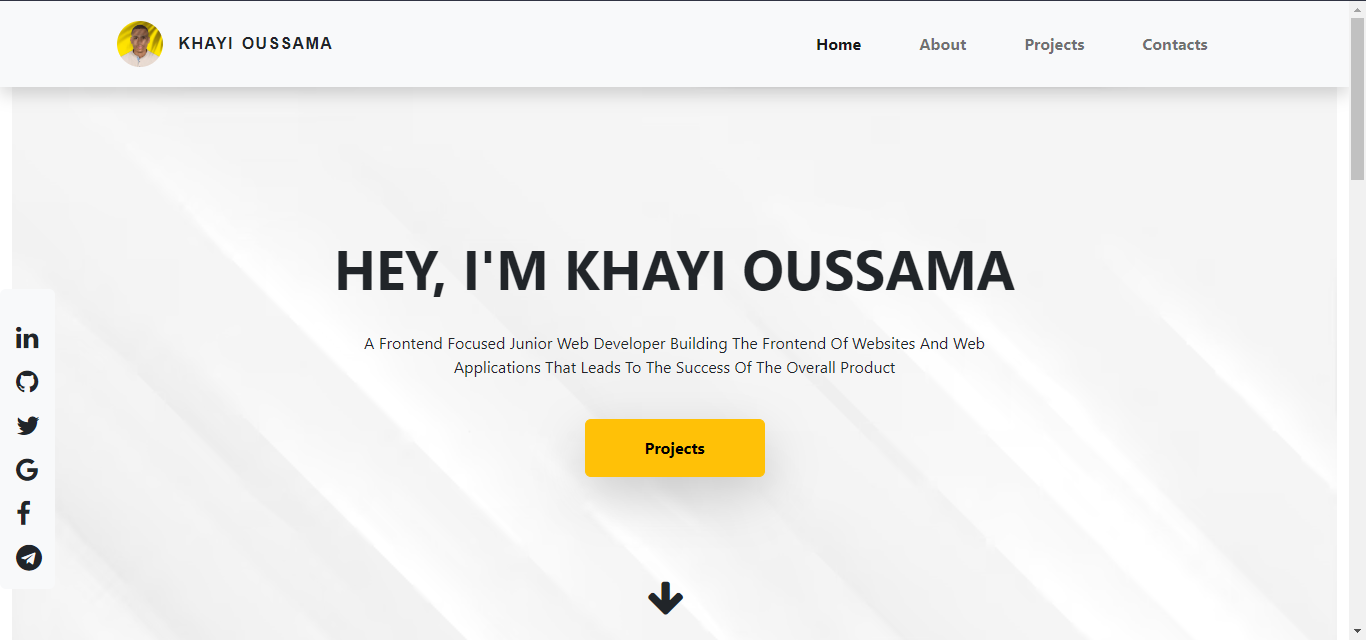 KHAYI OUSSAMA
Home About Projects Contacts
HEY, I'M KHAYI OUSSAMA
A Frontend Focused Junior Web Developer Building The Frontend Of Websites And Web
Applications That Leads To The Success Of The Overall Product
Projects